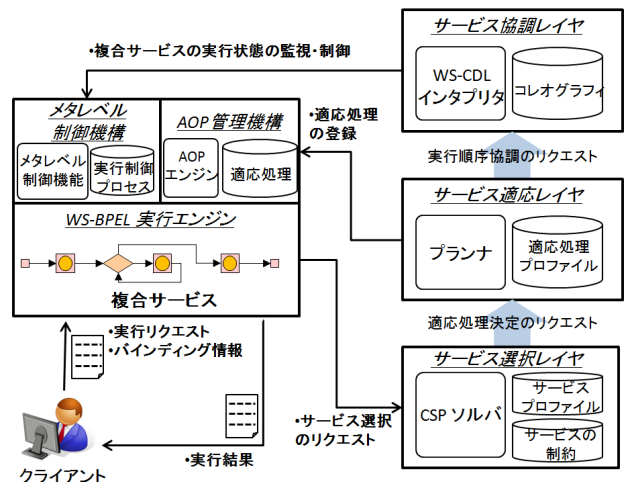 サービス協調レイヤ
•複合サービスの実行状態の監視・制御
WS-CDL
インタプリタ
コレオグラフィ
メタレベル
制御機構
AOP 管理機構
•適応処理
の登録
メタレベル
制御機能
実行制御
プロセス
AOP
エンジン
適応処理
実行順序協調のリクエスト
サービス適応レイヤ
WS-BPEL 実行エンジン
プランナ
適応処理
プロファイル
複合サービス
適応処理決定のリクエスト
•実行リクエスト
•バインディング情報
サービス選択レイヤ
CSP ソルバ
サービス
プロファイル
サービスの
制約
•サービス選択
のリクエスト
•実行結果
クライアント